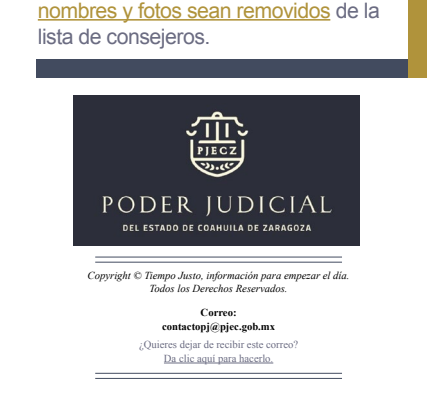 nombres y fotos sean removidos de la
lista de consejeros.
PJECZ
PODER JUDICIAL
DEL ESTADO DE COAHUILA DE ZARAGOZA
Copyright © Tiempo Justo, información para empezar el día.
Todos los Derechos Reservados.
Correo:
contactopj@pjec.gob.mx
¿Quieres dejar de recibir este correo?
Da clic aquí para hacerlo.